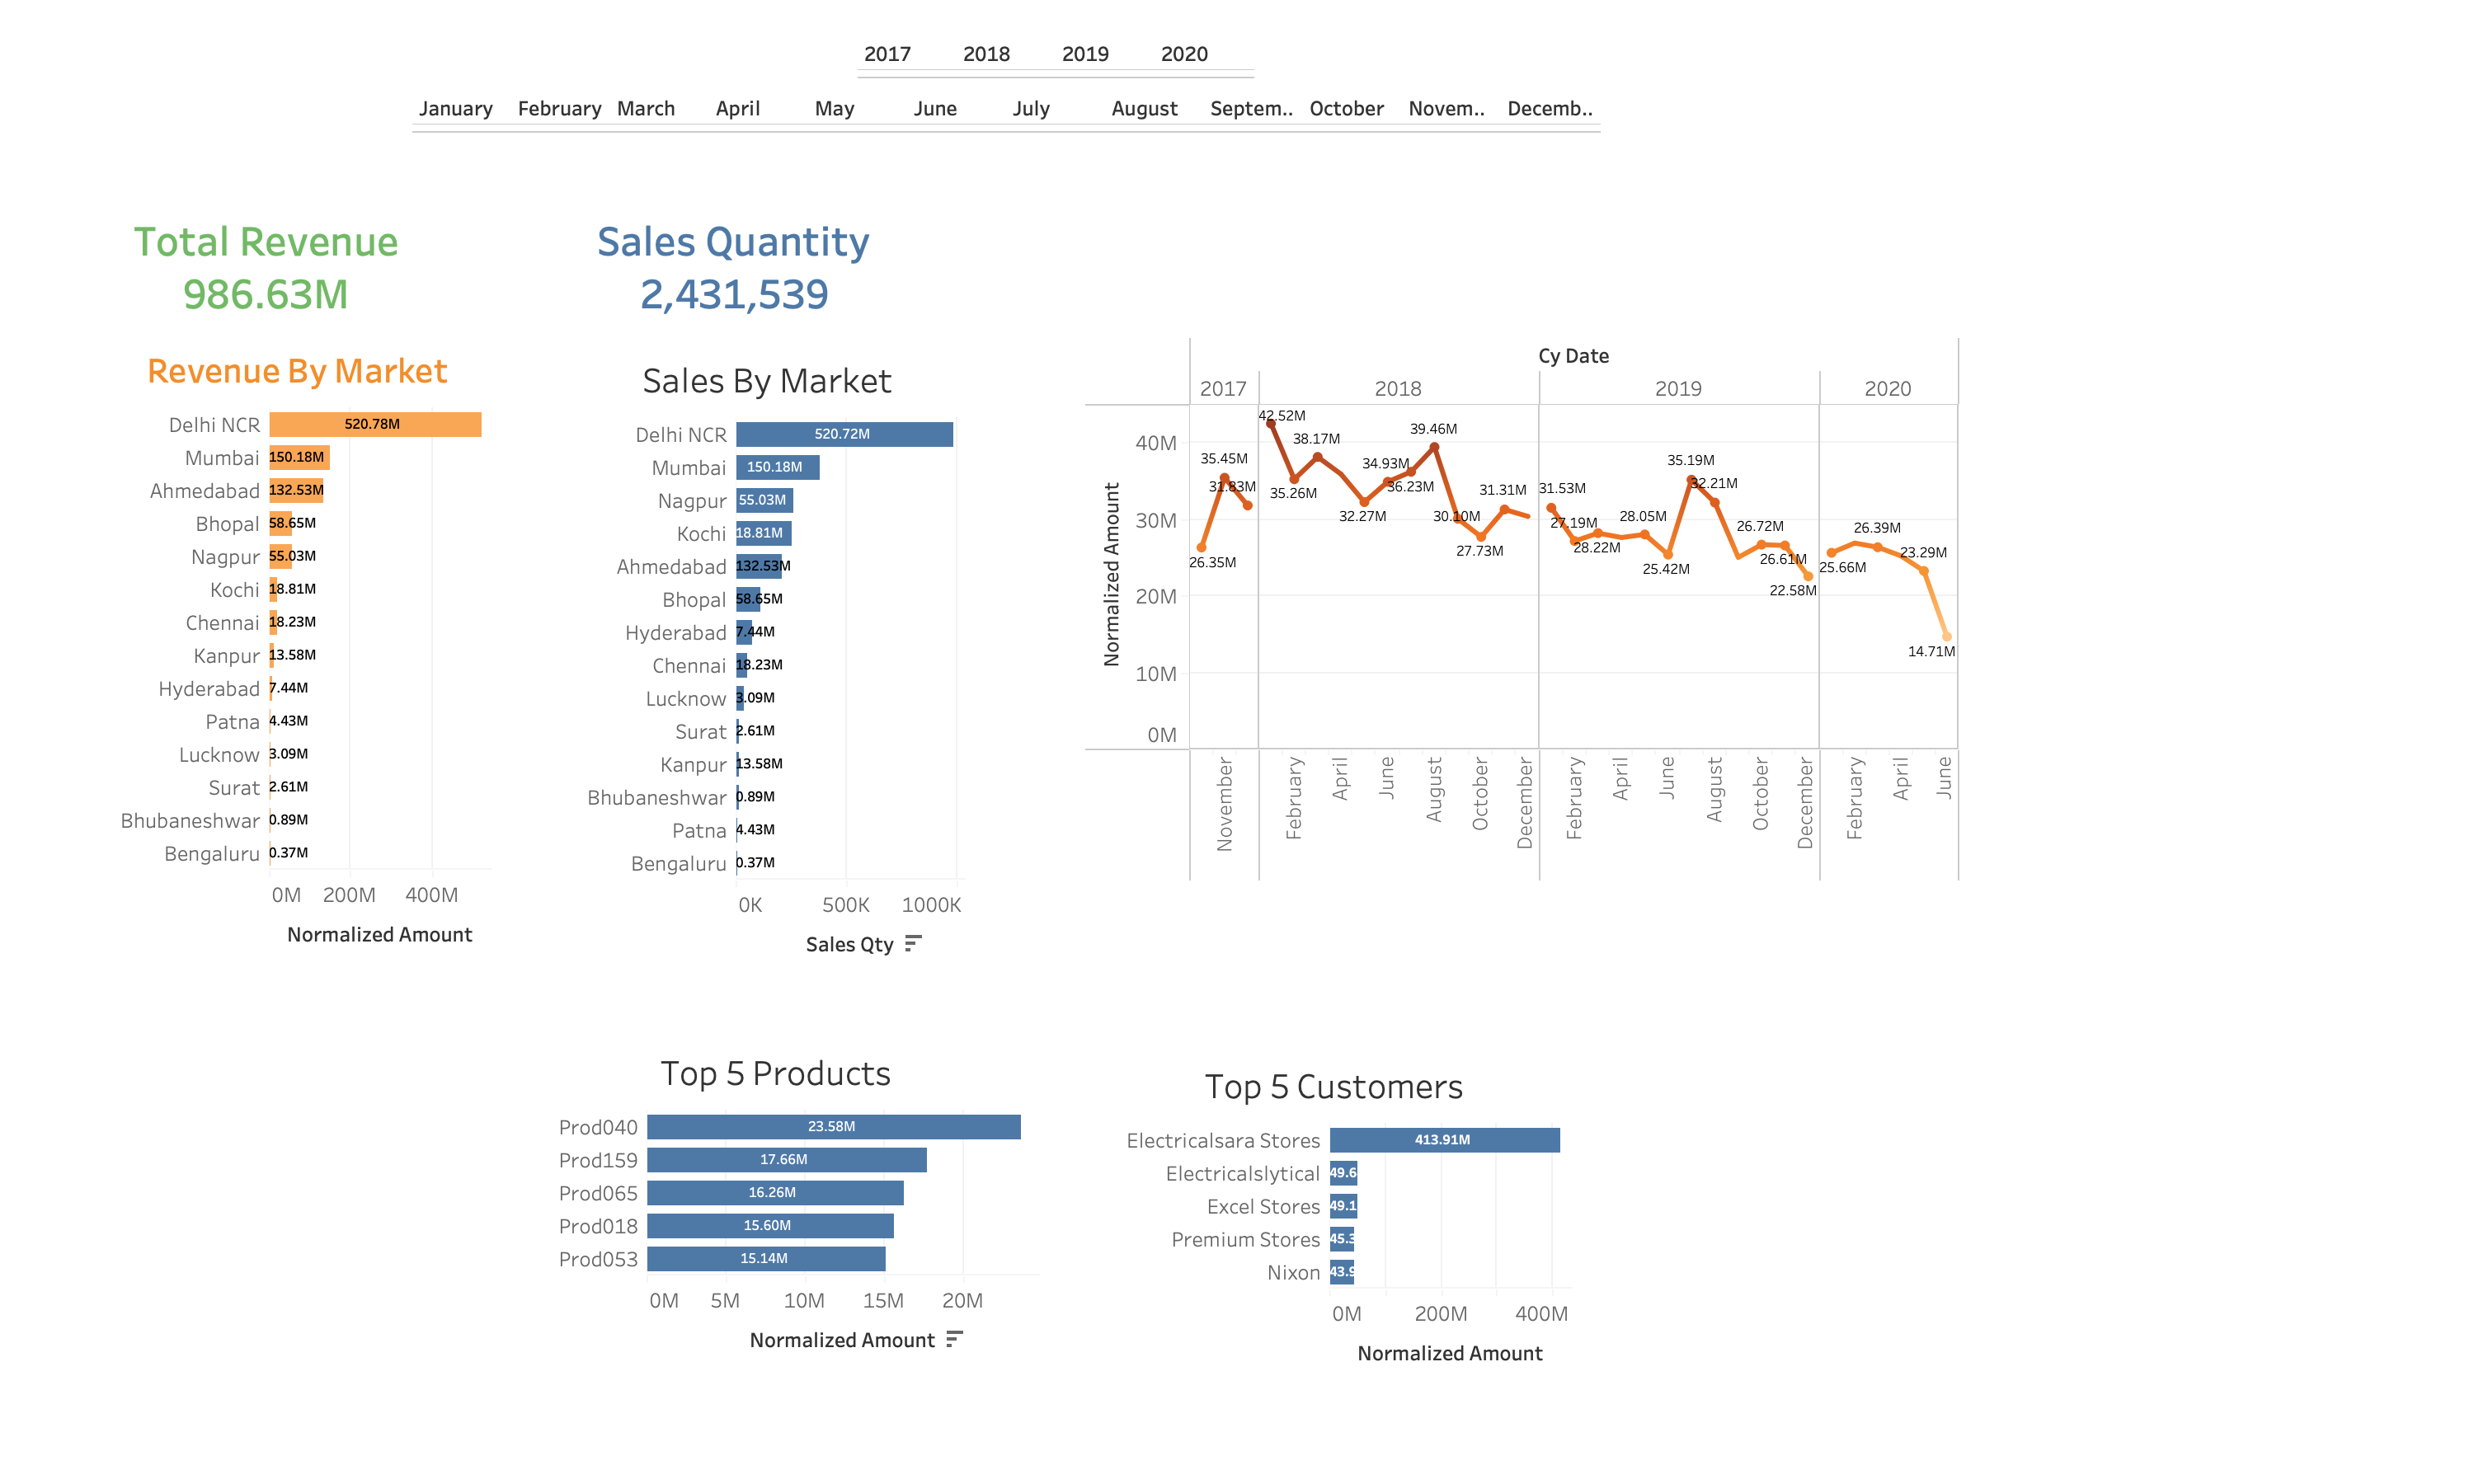 2017 2018 2019 2020
January February March April May June July August Septem.. October Novem.. Decemb..
Total Revenue
986.63M
Sales Quantity
2,431,539
Revenue By Market
Delhi NCR 520.78M
Mumbai 150.18M
Ahmedabad 132.53M
Bhopal 58.65M
Nagpur 55.03M
Kochi 18.81M
Chennai 18.23M
Kanpur 13.58M
Hyderabad 7.44M
Patna 4.43M
Lucknow 3.09M
Surat 2.61M
Bhubaneshwar 0.89M
Bengaluru 0.37M
0M 200M 400M
Normalized Amount
Sales By Market
Delhi NCR 520.72M
Mumbai 150.18M
Nagpur 55.03M
Kochi 18.81M
Ahmedabad 132.53M
Bhopal 58.65M
Hyderabad 7.44M
Chennai 18.23M
Lucknow 3.09M
Surat 2.61M
Kanpur 13.58M
Bhubaneshwar 0.89M
Patna 4.43M
Bengaluru 0.37M
0K 500K 1000K
Sales Qty
Cy Date
2017 2018 2019 2020
Normalized Amount
40M
30M
20M
10M
0M
26.35M
35.45M
31.83M
42.52M
35.26M
38.17M
32.27M
34.93M
36.23M
39.46M
30.10M
27.73M
31.31M
31.53M
27.19M
28.22M
28.05M
25.42M
35.19M
32.21M
26.72M
26.61M
22.58M
25.66M
26.39M
23.29M
14.71M
November February April June August October December February April June August October December February April June
Top 5 Products
Prod040 23.58M
Prod159 17.66M
Prod065 16.26M
Prod018 15.60M
Prod053 15.14M
0M 5M 10M 15M 20M
Normalized Amount
Top 5 Customers
Electricalsara Stores 413.91M
Electricalslytical 49.6
Excel Stores 49.1
Premium Stores 45.3
Nixon 43.9
0M 200M 400M
Normalized Amount